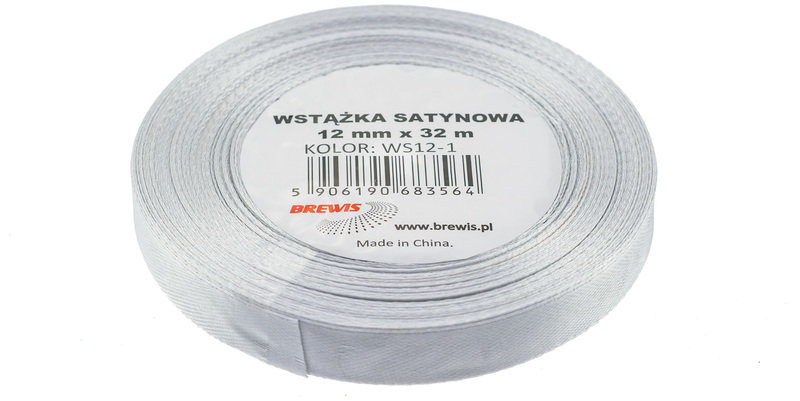 WSTĄŻKA SATYNOWA
12 mm x 32 m
KOLOR: WS12-1
5 906190 683564
BREWIS
www.brewis.pl
Made in China.